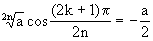 ²ⁿ√a cos (2k + 1)π / 2n = − a / 2